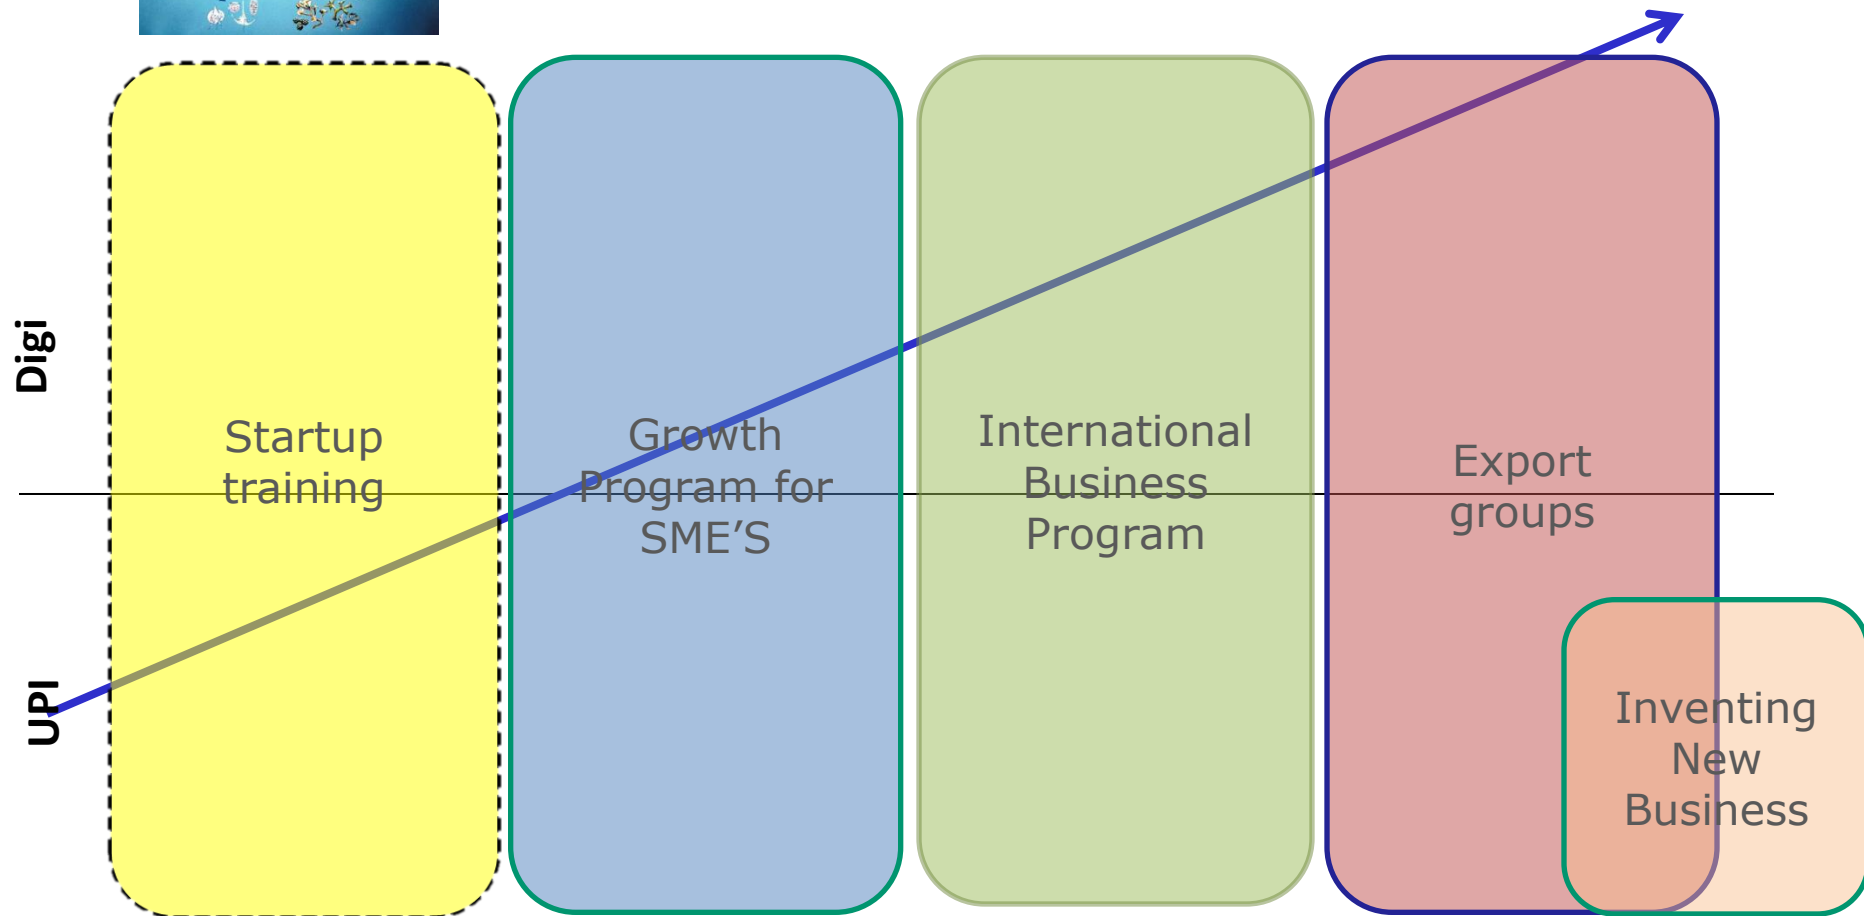 Digi
UPI
Startup
training
Growth
Program for
SME’S
International
Business
Program
Export
groups
Inventing
New
Business